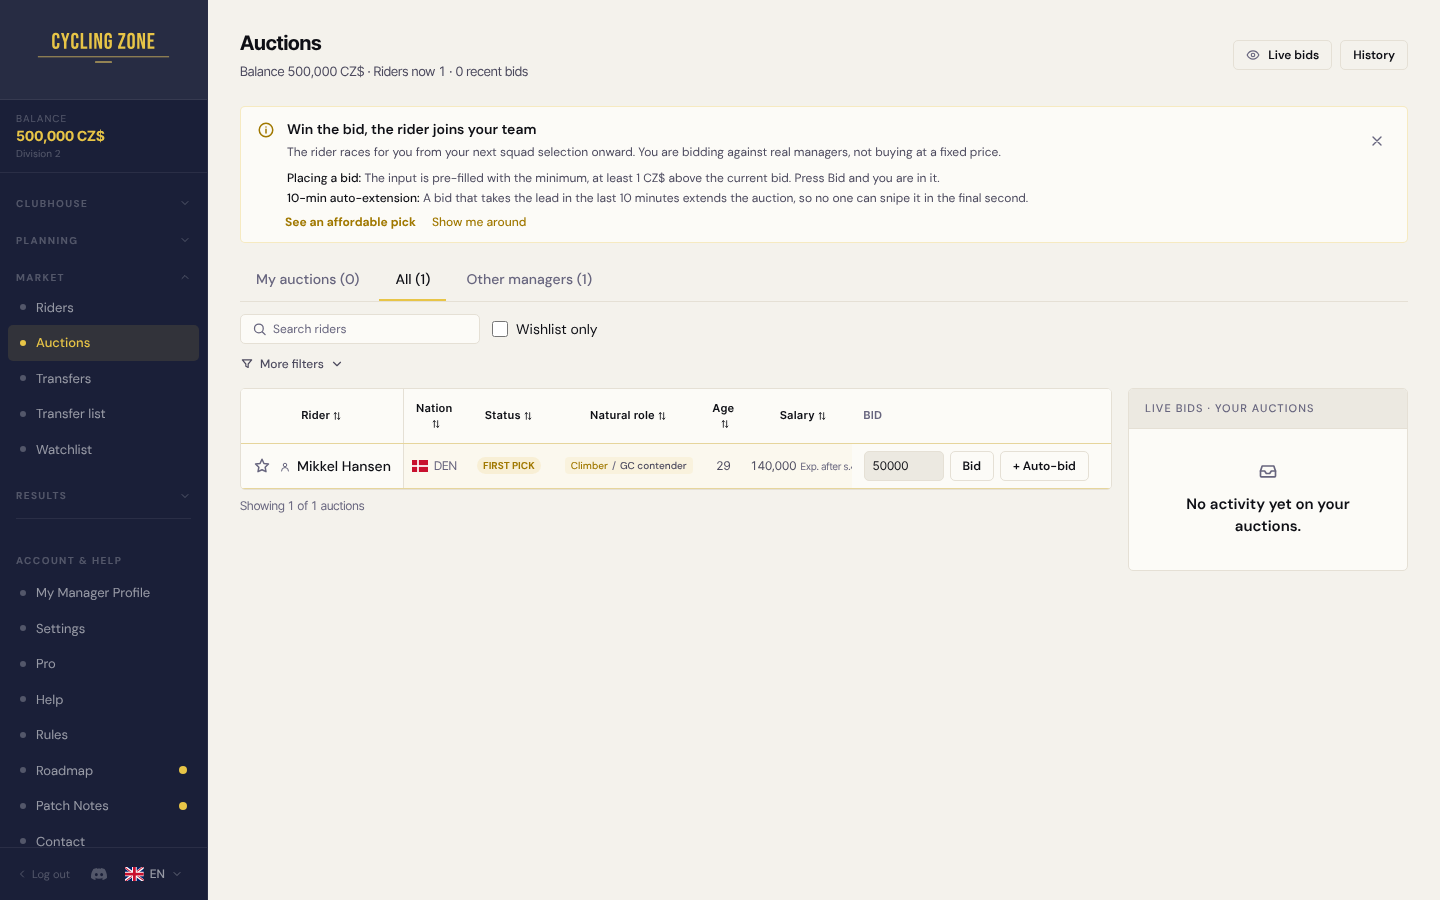 CYCLING ZONE
BALANCE
500,000 CZ$
Division 2
CLUBHOUSE
PLANNING
MARKET
Riders
Auctions
Transfers
Transfer list
Watchlist
RESULTS
ACCOUNT & HELP
My Manager Profile
Settings
Pro
Help
Rules
Roadmap
Patch Notes
Contact
Log out
EN
Auctions
Balance 500,000 CZ$ · Riders now 1 · 0 recent bids
Live bids
History
Win the bid, the rider joins your team
The rider races for you from your next squad selection onward. You are bidding against real managers, not buying at a fixed price.
Placing a bid: The input is pre-filled with the minimum, at least 1 CZ$ above the current bid. Press Bid and you are in it.
10-min auto-extension: A bid that takes the lead in the last 10 minutes extends the auction, so no one can snipe it in the final second.
See an affordable pick Show me around
My auctions (0) All (1) Other managers (1)
Search riders
Wishlist only
More filters
Rider Nation Status Natural role Age Salary BID
Mikkel Hansen DEN FIRST PICK Climber / GC contender 29 140,000 Exp. after s. 50000 Bid + Auto-bid
Showing 1 of 1 auctions
LIVE BIDS · YOUR AUCTIONS
No activity yet on your
auctions.